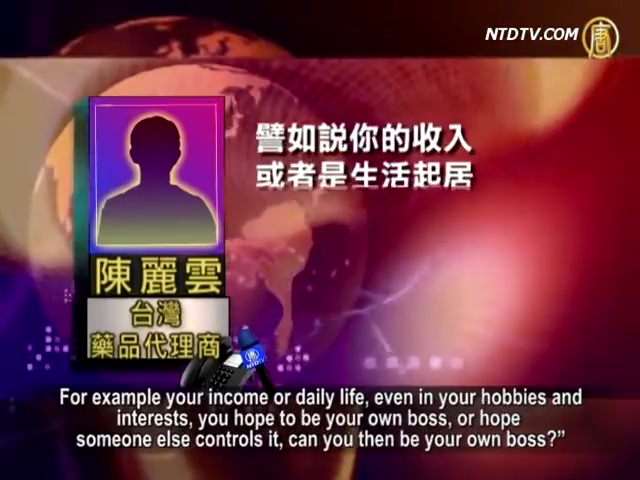 NTDTV.COM
唐
譬如説你的收入
或者是生活起居
陳麗雲
台灣
藥品代理商
NTDTV
For example your income or daily life, even in your hobbies and
interests, you hope to be your own boss, or hope
someone else controls it, can you then be your own boss?”